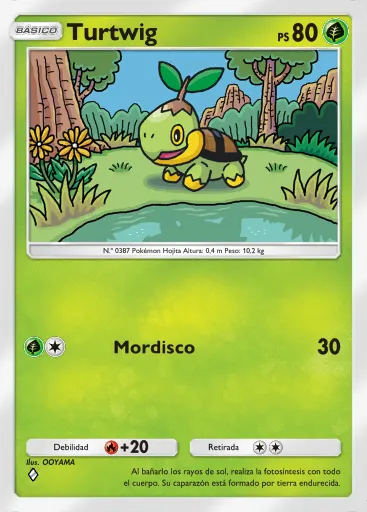 BÁSICO Turtwig PS 80
N.º 0387 Pokémon Hojita Altura: 0,4 m Peso: 10,2 kg
Mordisco 30
Debilidad +20 Retirada
Ilus. OOYAMA
Al bañarlo los rayos de sol, realiza la fotosíntesis con todo
el cuerpo. Su caparazón está formado por tierra endurecida.